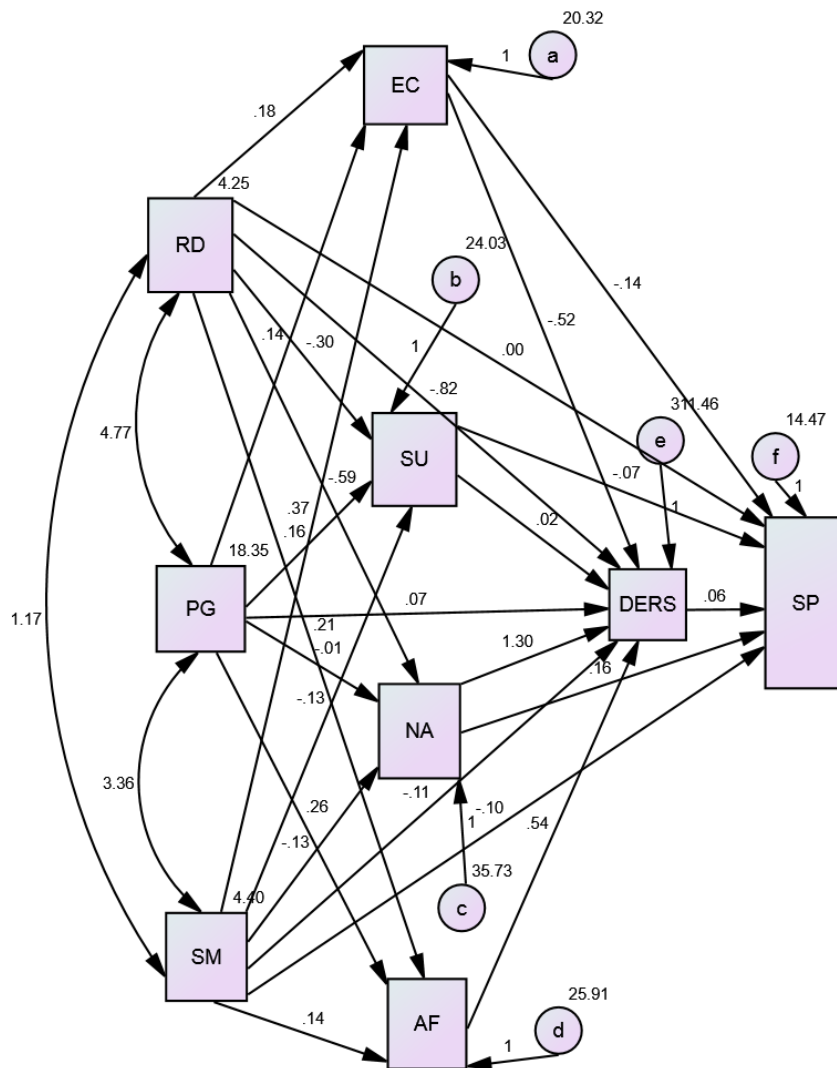 20.32
1
a
EC
.18
4.25
RD
24.03
b
-.14
.14
-.30
-.52
1
.00
-.82
311.46
14.47
4.77
e
f
SU
-.07
1
.37
-.59
1
.16
.02
18.35
PG
.07
DERS
.06
SP
1.17
.21
-.01
1.30
.16
-.13
NA
3.36
-.11
.26
-.10
1
.54
-.13
35.73
4.40
c
SM
25.91
AF
d
.14
1